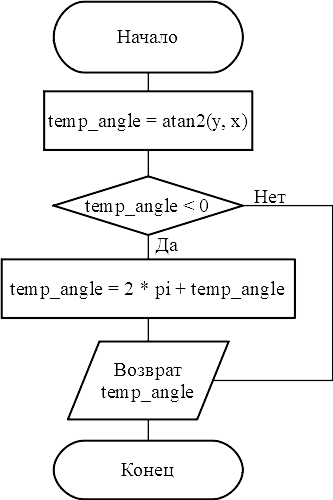 Начало
temp_angle = atan2(y, x)
temp_angle < 0
Нет
Да
temp_angle = 2 * pi + temp_angle
Возврат
temp_angle
Конец